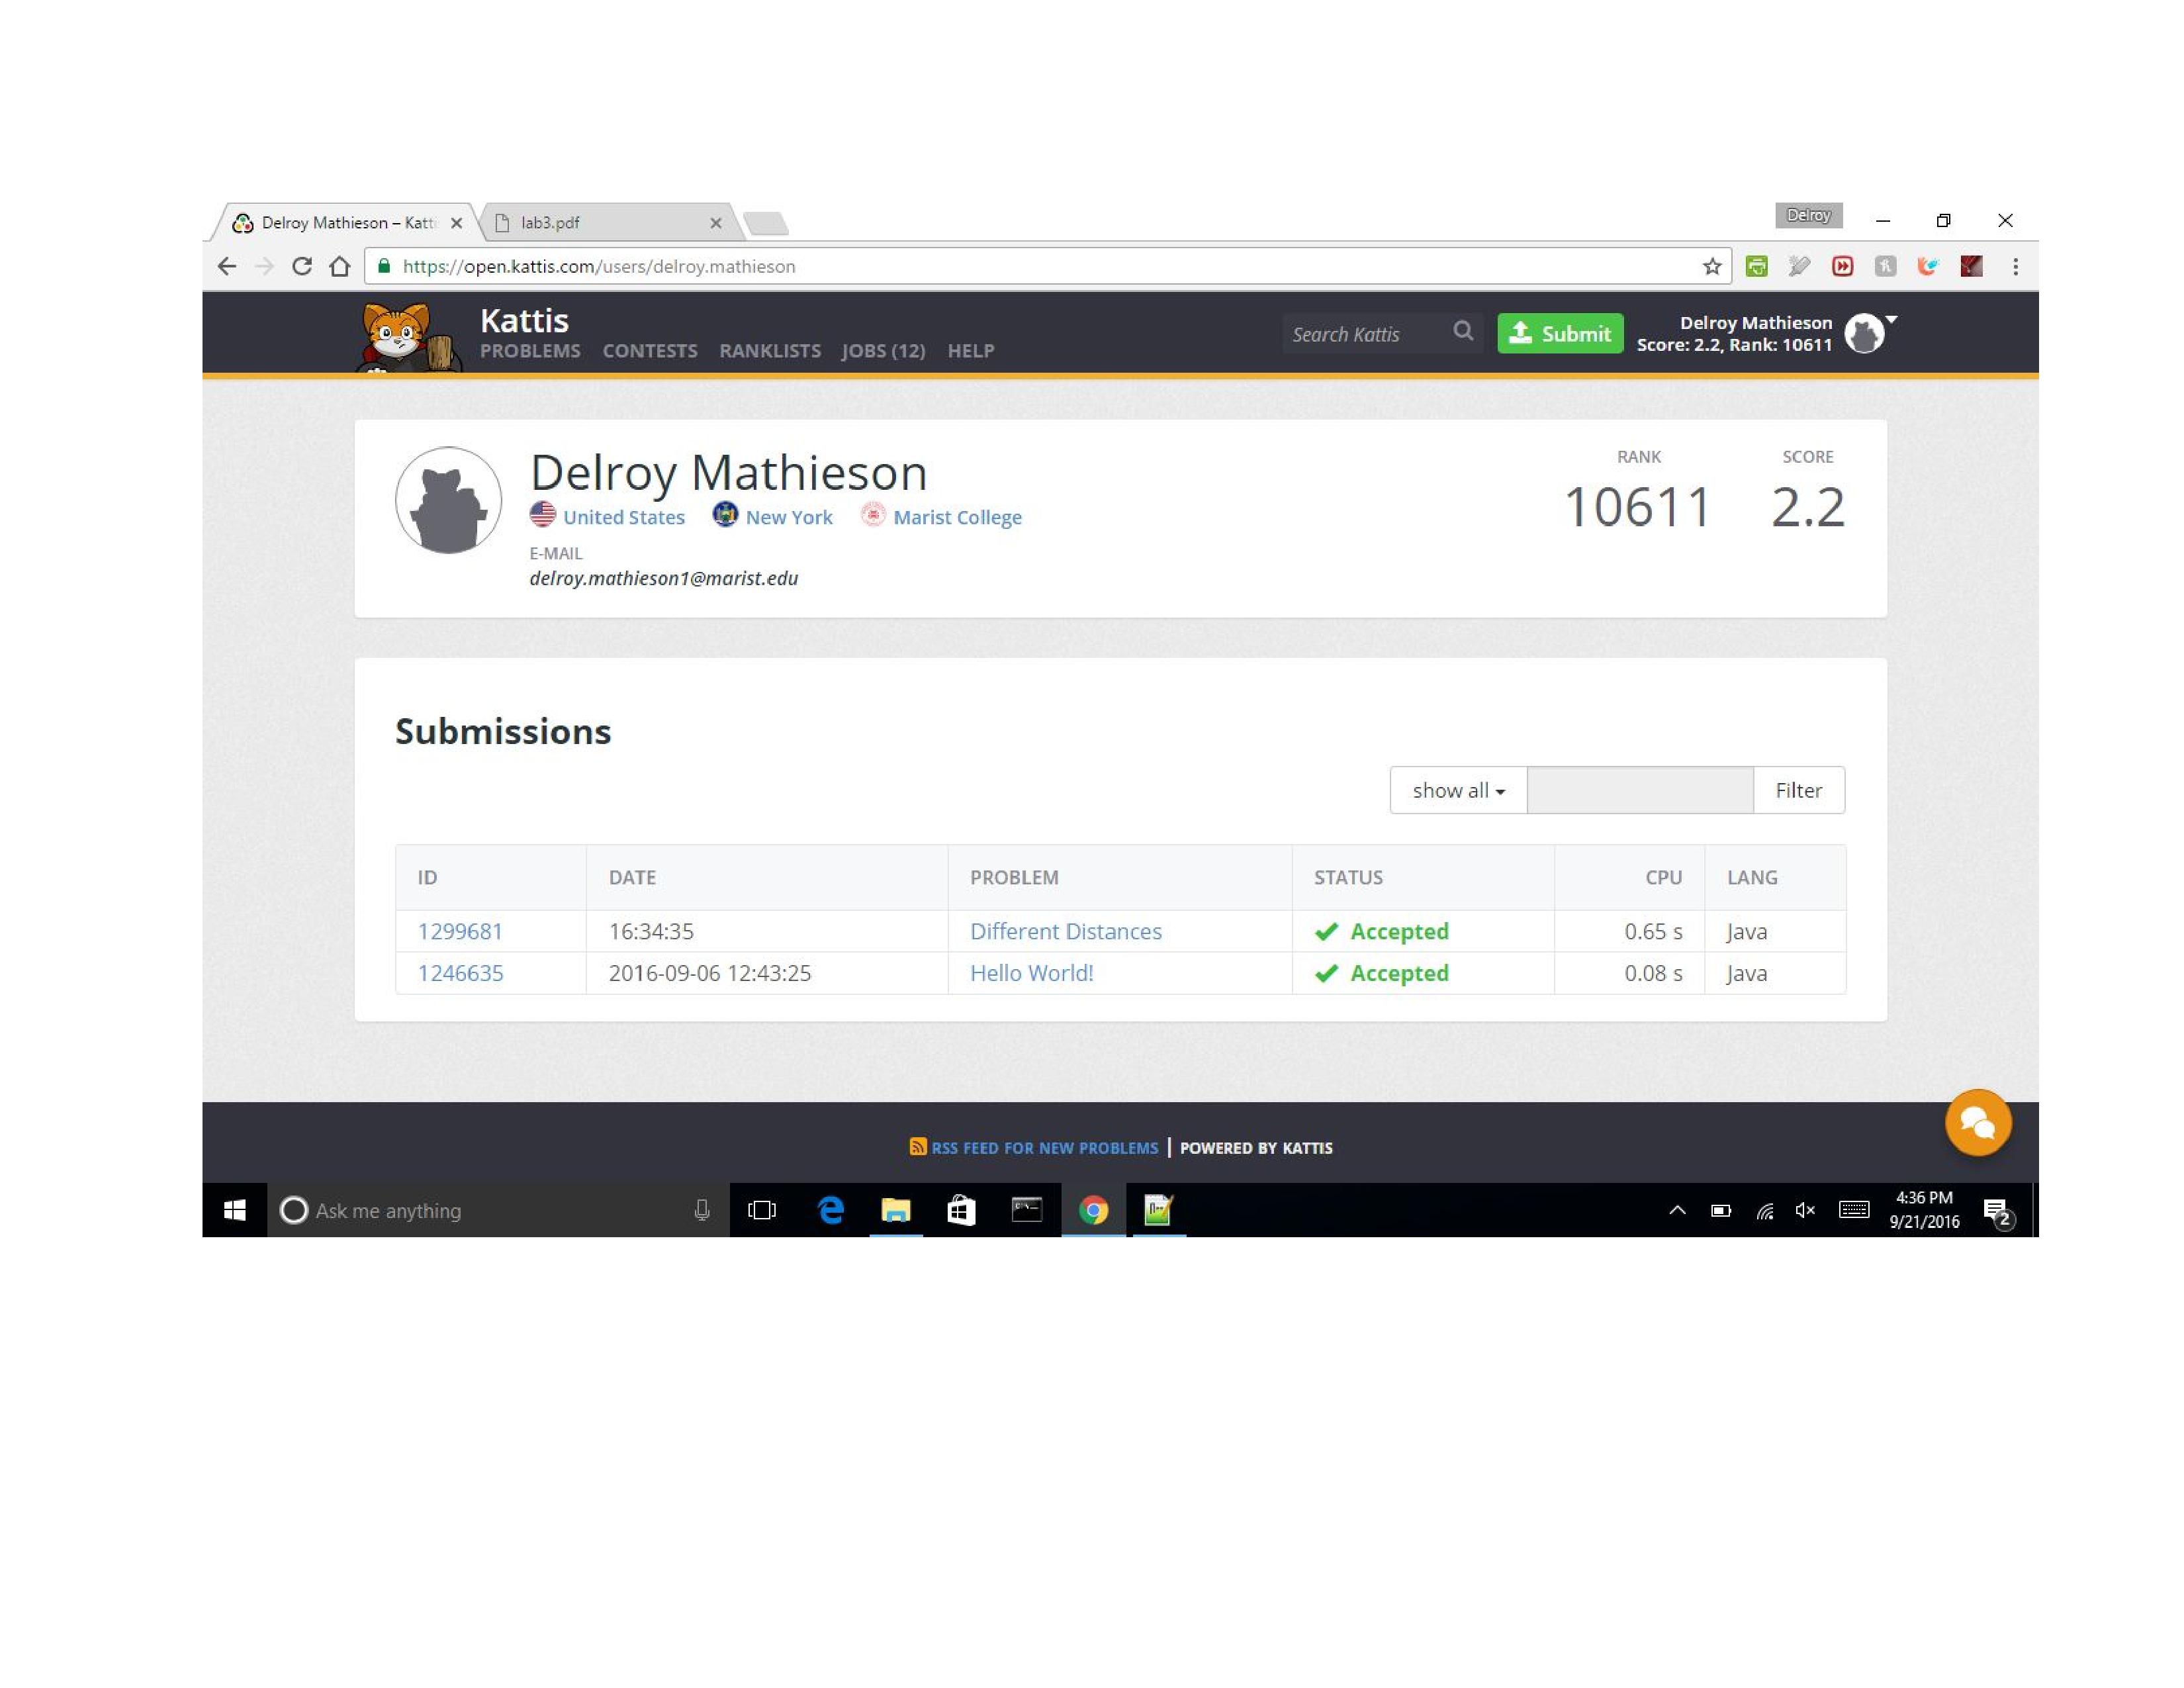 Delroy Mathieson – Katt
lab3.pdf
Delroy
https://open.kattis.com/users/delroy.mathieson
Kattis
PROBLEMS CONTESTS RANKLISTS JOBS (12) HELP
Search Kattis
Submit
Delroy Mathieson
Score: 2.2, Rank: 10611
Delroy Mathieson
United States New York Marist College
E-MAIL
delroy.mathieson1@marist.edu
RANK SCORE
10611 2.2
Submissions
show all Filter
ID DATE PROBLEM STATUS CPU LANG
1299681 16:34:35 Different Distances Accepted 0.65 s Java
1246635 2016-09-06 12:43:25 Hello World! Accepted 0.08 s Java
RSS FEED FOR NEW PROBLEMS | POWERED BY KATTIS
Ask me anything
4:36 PM
9/21/2016
2